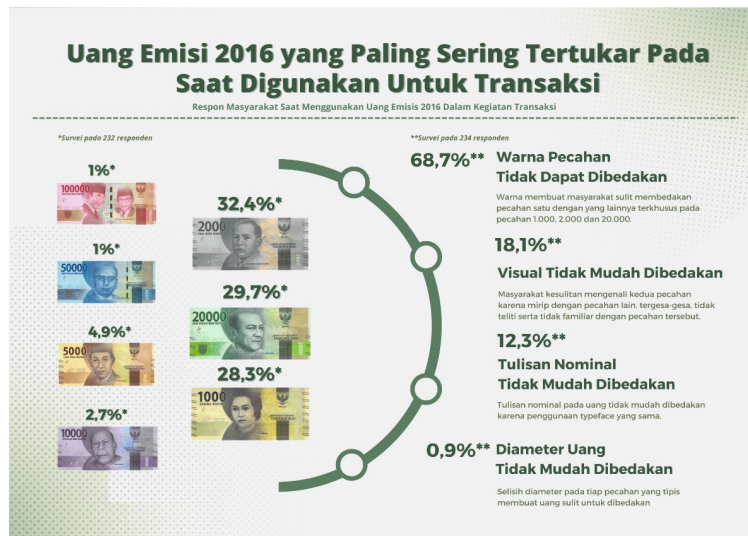 Uang Emisi 2016 yang Paling Sering Tertukar Pada
Saat Digunakan Untuk Transaksi
Respon Masyarakat Saat Menggunakan Uang Emisis 2016 Dalam Kegiatan Transaksi
*Survei pada 232 responden
1%*
100000
1%*
50000
4,9%*
5000
2,7%*
10000
32,4%*
2000
29,7%*
20000
28,3%*
1000
**Survei pada 234 responden
68,7%** Warna Pecahan
Tidak Dapat Dibedakan
Warna membuat masyarakat sulit membedakan
pecahan satu dengan yang lainnya terkhusus pada
pecahan 1.000, 2.000 dan 20.000.
18,1%**
Visual Tidak Mudah Dibedakan
Masyarakat kesulitan mengenali kedua pecahan
karena mirip dengan pecahan lain, tergesa-gesa, tidak
teliti serta tidak familiar dengan pecahan tersebut.
12,3%**
Tulisan Nominal
Tidak Mudah Dibedakan
Tulisan nominal pada uang tidak mudah dibedakan
karena penggunaan typeface yang sama.
0,9%** Diameter Uang
Tidak Mudah Dibedakan
Selisih diameter pada tiap pecahan yang tipis
membuat uang sulit untuk dibedakan